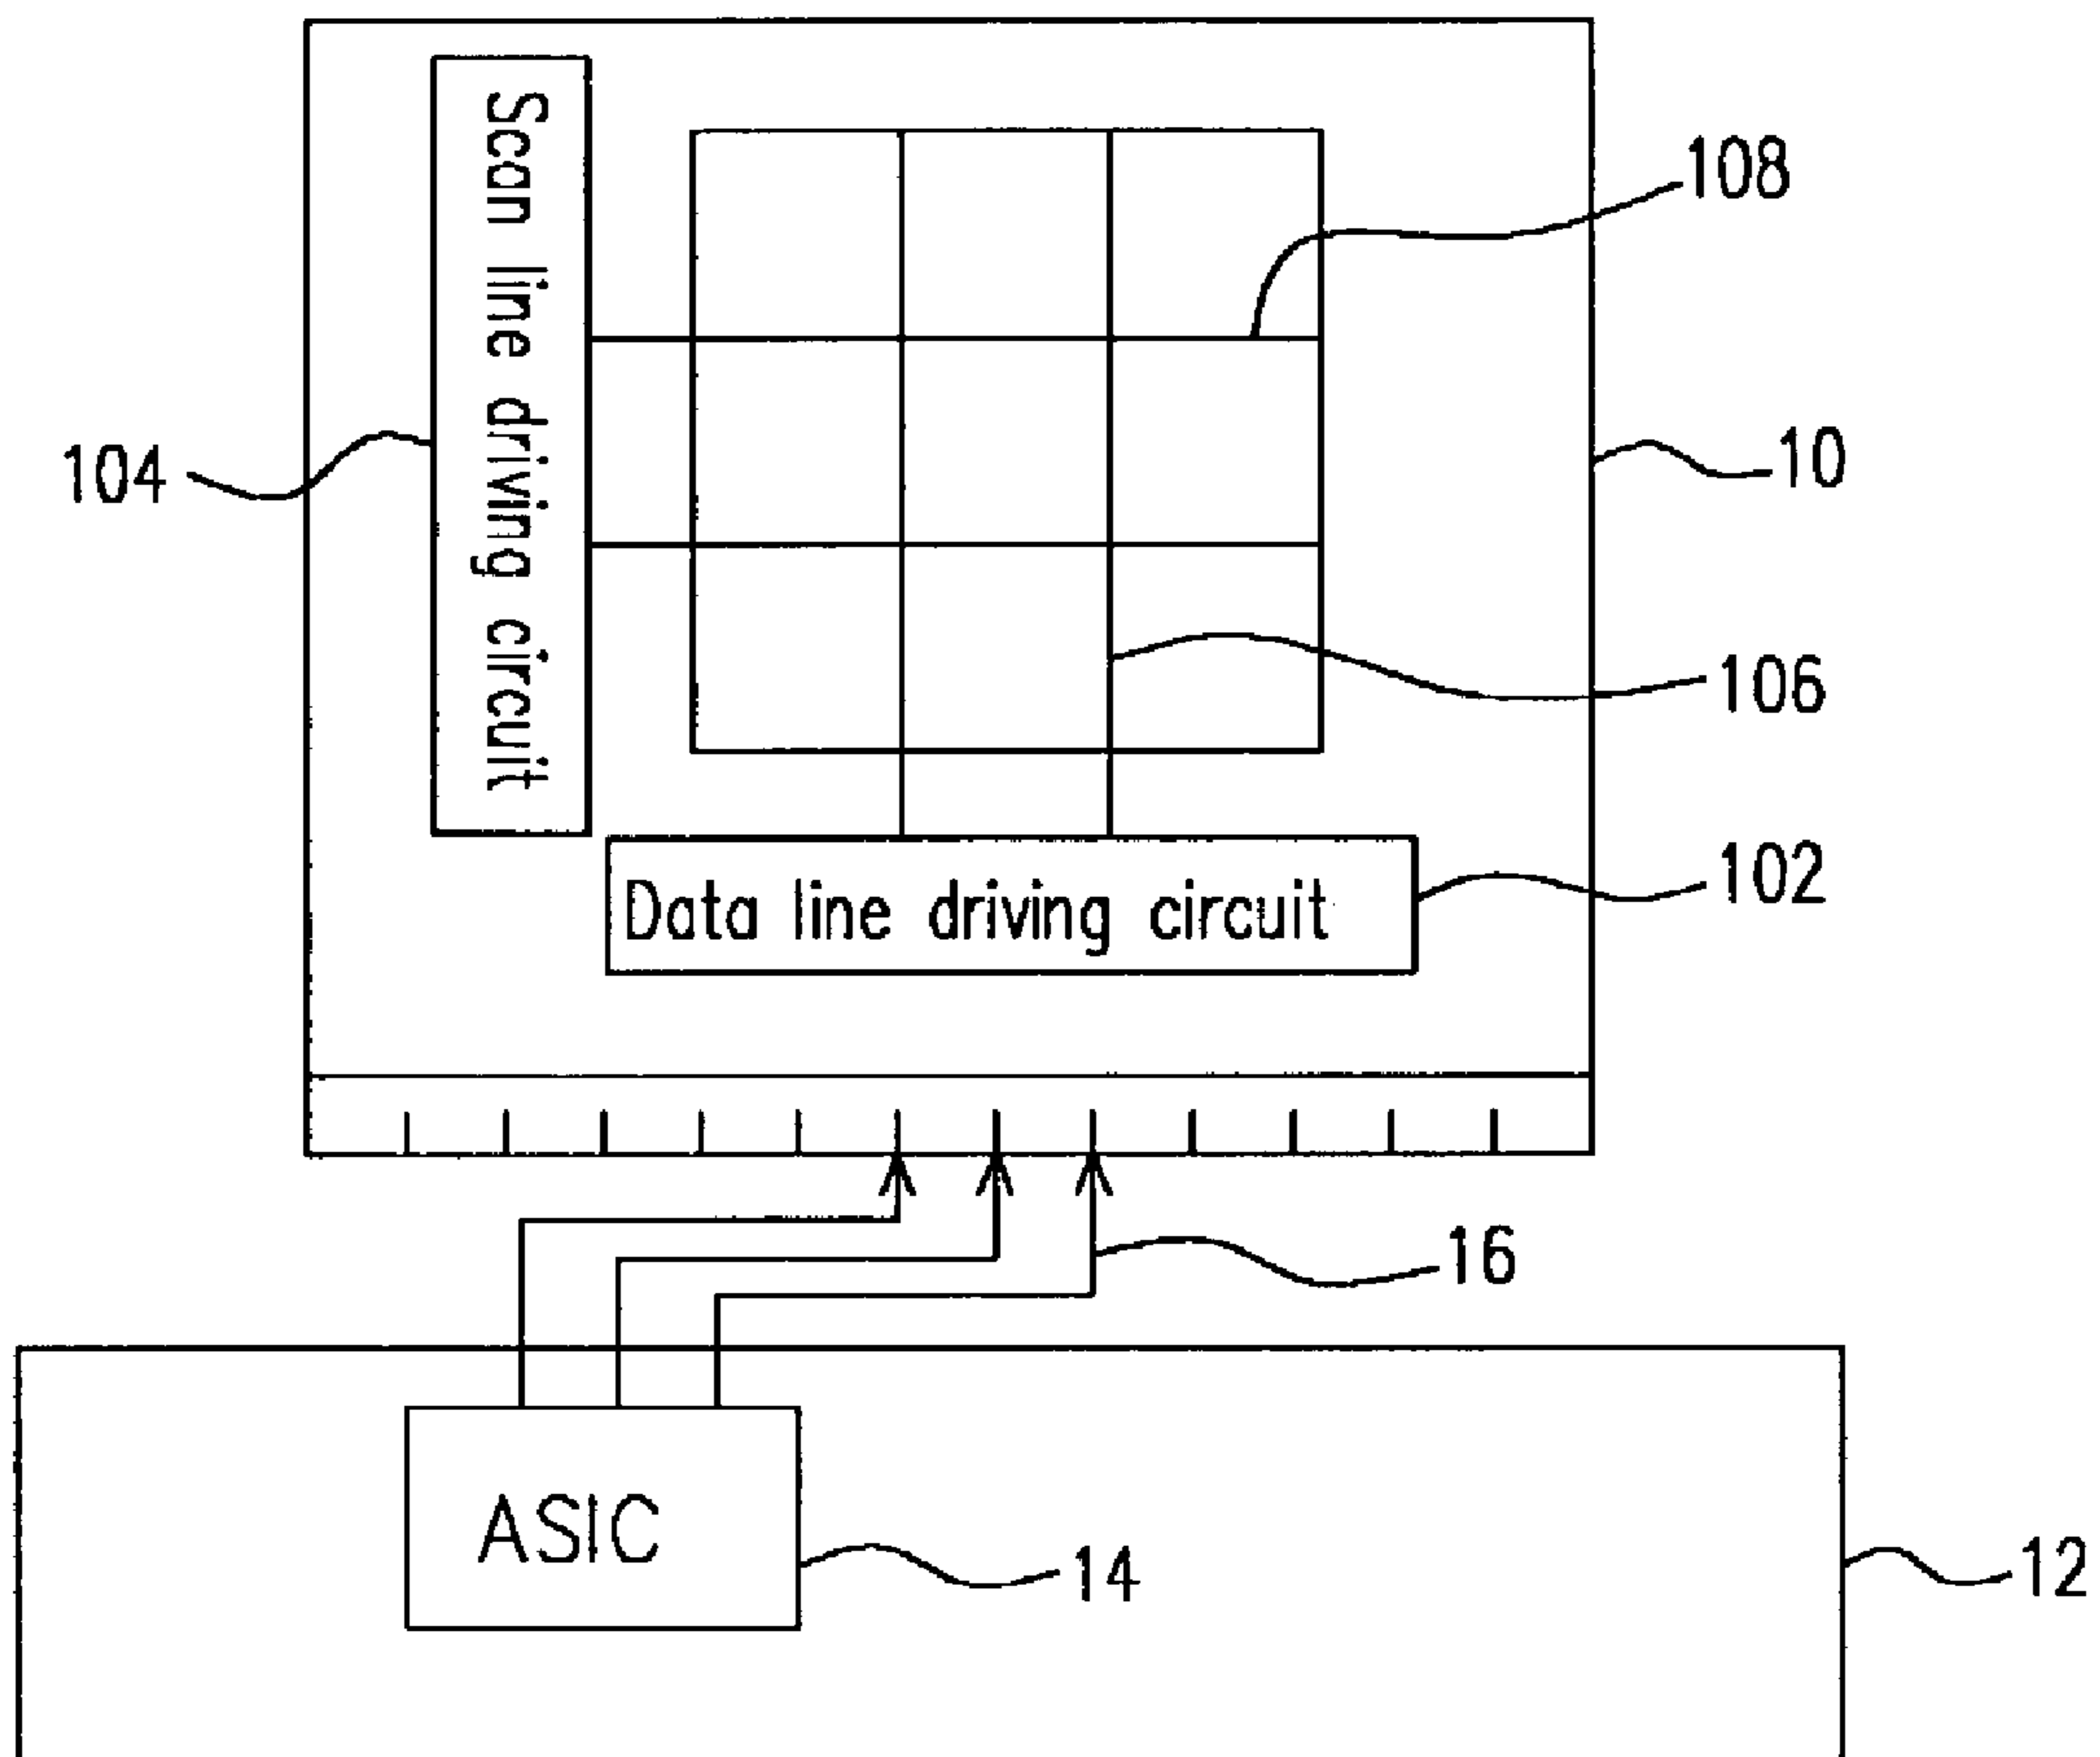 Scan line driving circuit
108
104
10
106
102
Data line driving circuit
16
ASIC
14
12